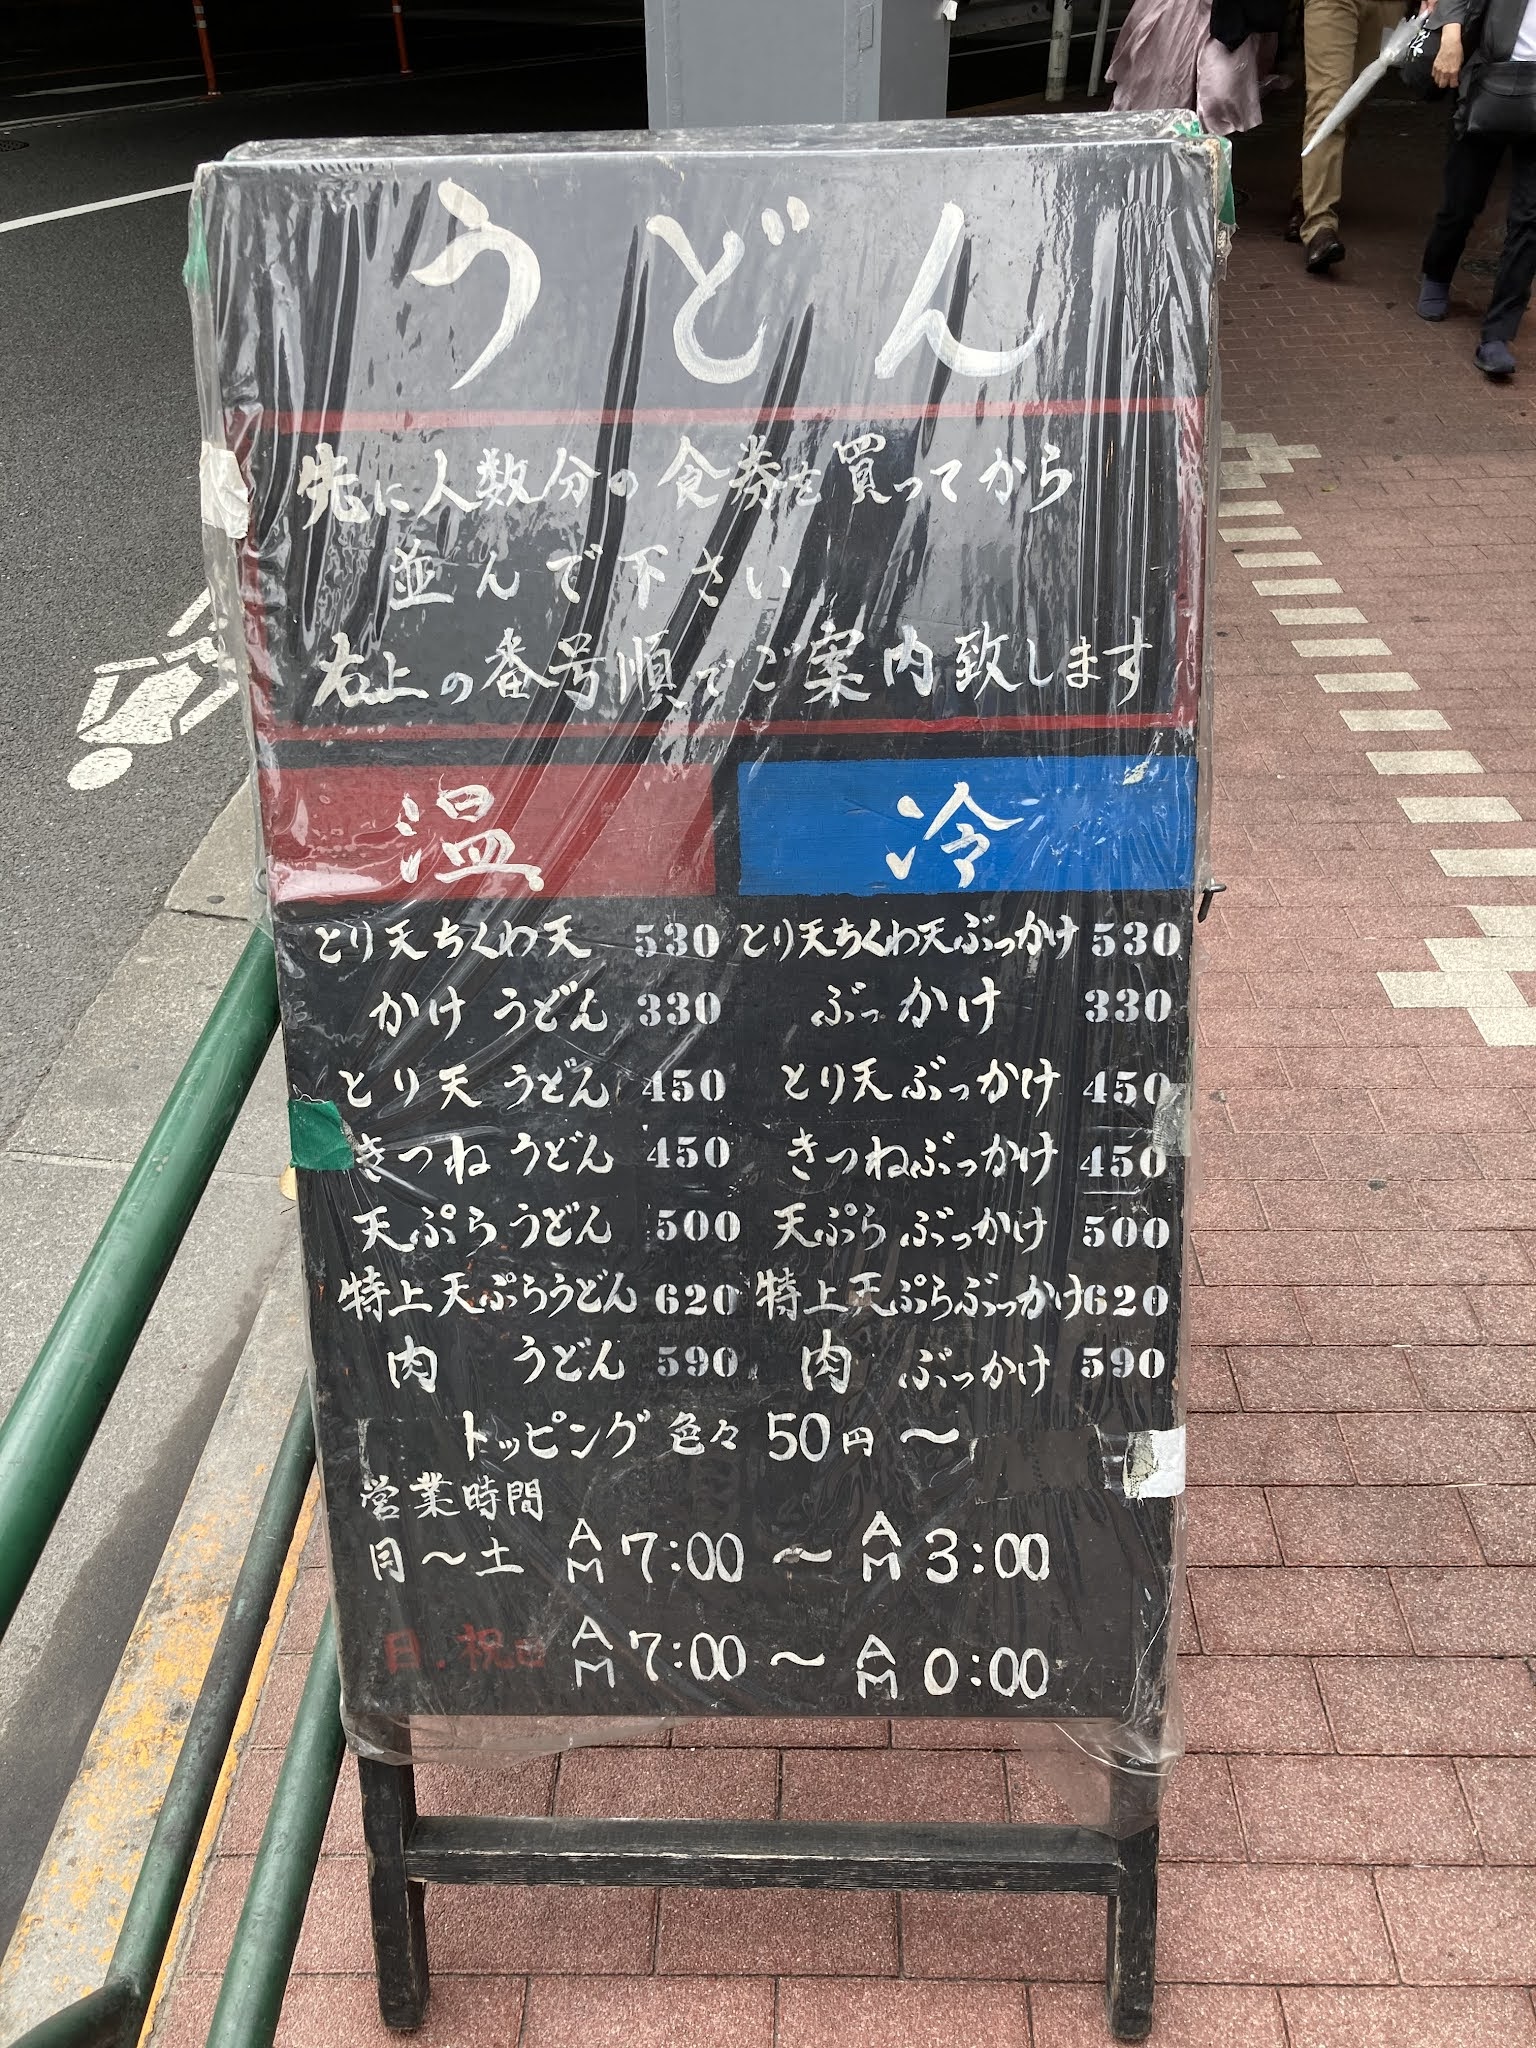 うどん
先に人数分の食券を買ってから
並んで下さい
右上の番号順でご案内致します
温 冷
とり天ちくわ天 530 とり天ちくわ天ぶっかけ 530
かけうどん 330 ぶっかけ 330
とり天うどん 450 とり天ぶっかけ 450
きつねうどん 450 きつねぶっかけ 450
天ぷらうどん 500 天ぷらぶっかけ 500
特上天ぷらうどん 620 特上天ぷらぶっかけ 620
肉うどん 590 肉ぶっかけ 590
トッピング色々 50円〜
営業時間
月〜土 AM 7:00 〜 AM 3:00
日.祝日 AM 7:00 〜 AM 0:00